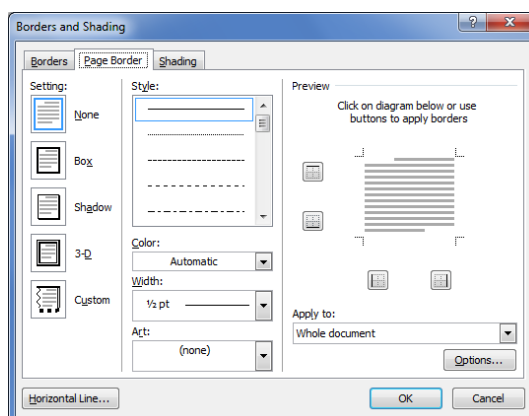 Borders and Shading
Borders Page Border Shading
Setting:
None
Box
Shadow
3-D
Custom
Style:
Color:
Automatic
Width:
½ pt
Art:
(none)
Preview
Click on diagram below or use
buttons to apply borders
Apply to:
Whole document
Options...
Horizontal Line...
OK
Cancel